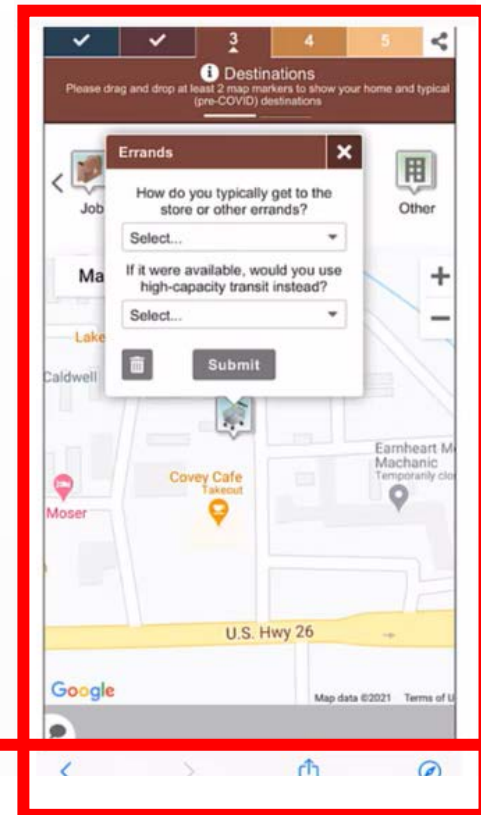 3
4
5
Destinations
Please drag and drop at least 2 map markers to show your home and typical
(pre-COVID) destinations
Errands
How do you typically get to the
store or other errands?
Select...
If it were available, would you use
high-capacity transit instead?
Select...
Submit
Job
Other
Ma
+
−
Lake
Caldwell
Earnheart M
Machanic
Temporarily clo
Covey Cafe
Takeout
Moser
U.S. Hwy 26
Google
Map data ©2021 Terms of U